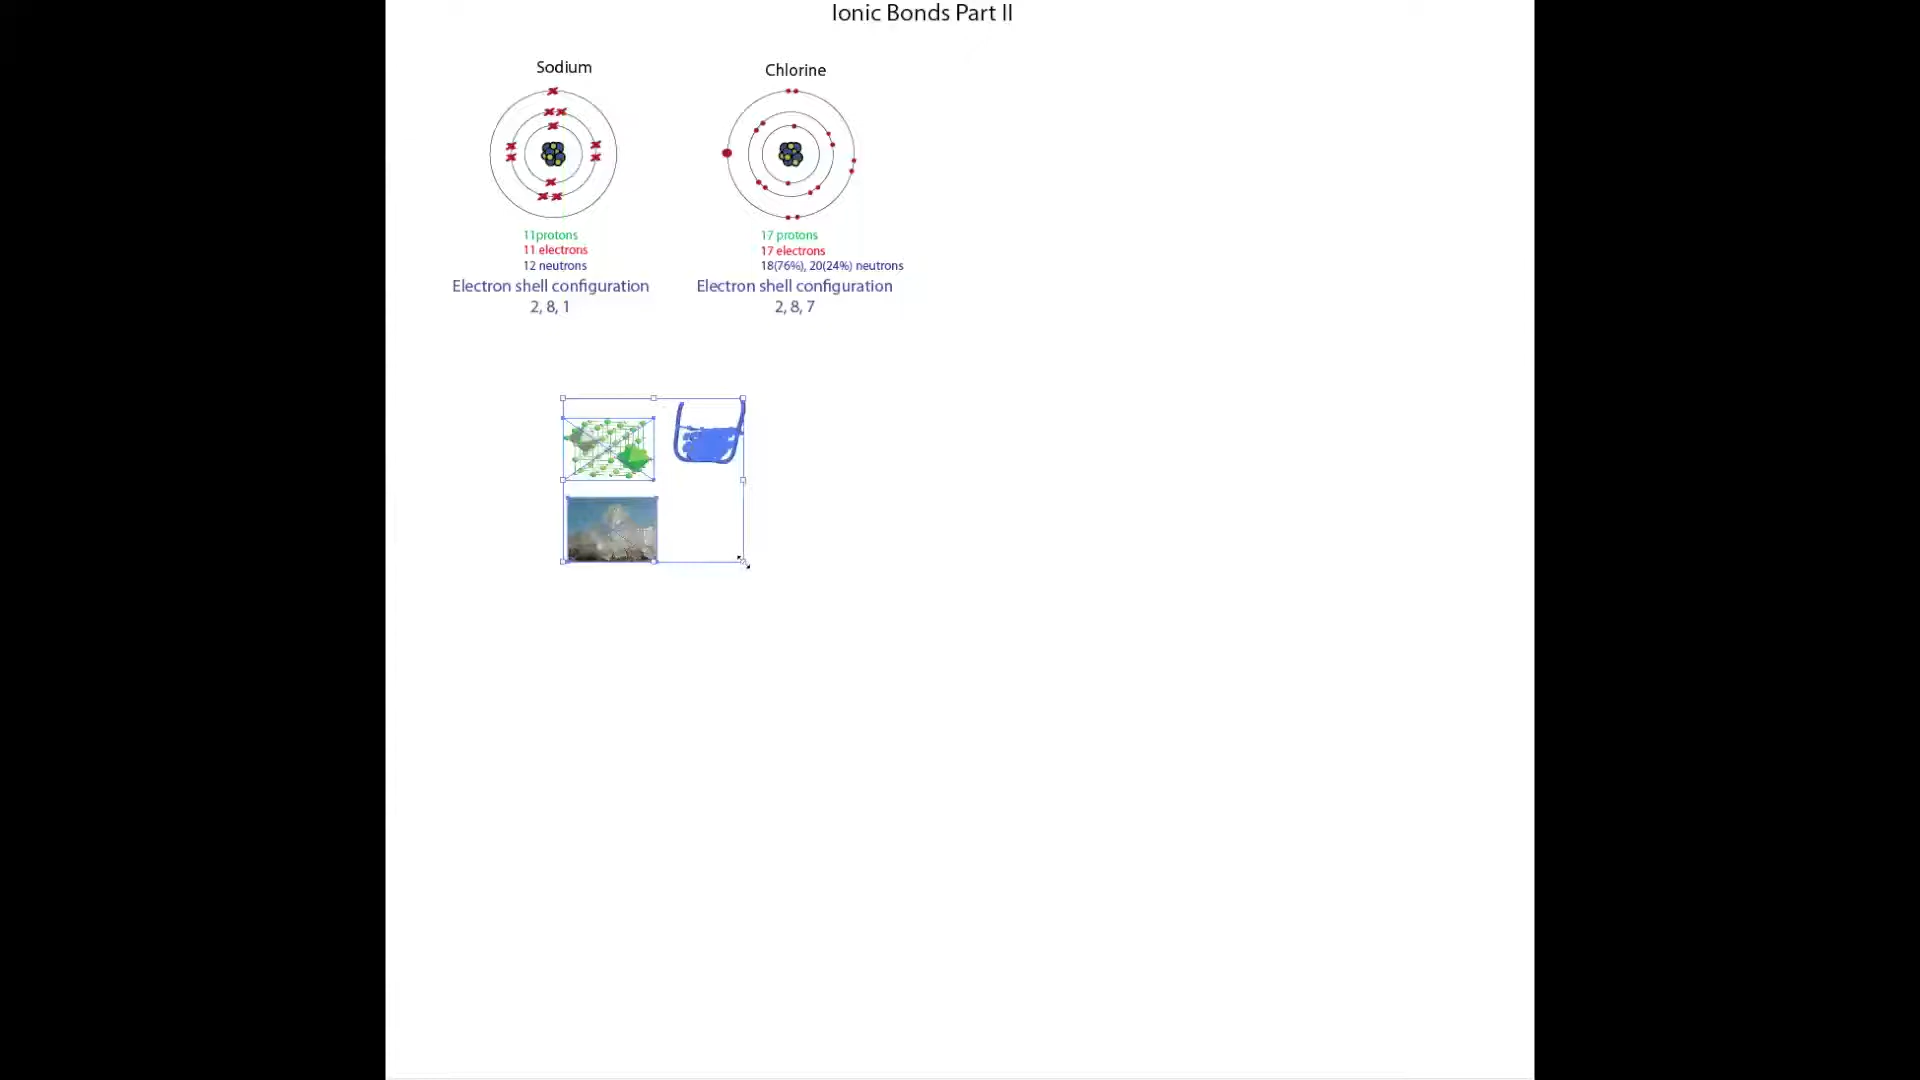 Ionic Bonds Part II
Sodium
Chlorine
11protons
11 electrons
12 neutrons
Electron shell configuration
2, 8, 1
17 protons
17 electrons
18(76%), 20(24%) neutrons
Electron shell configuration
2, 8, 7